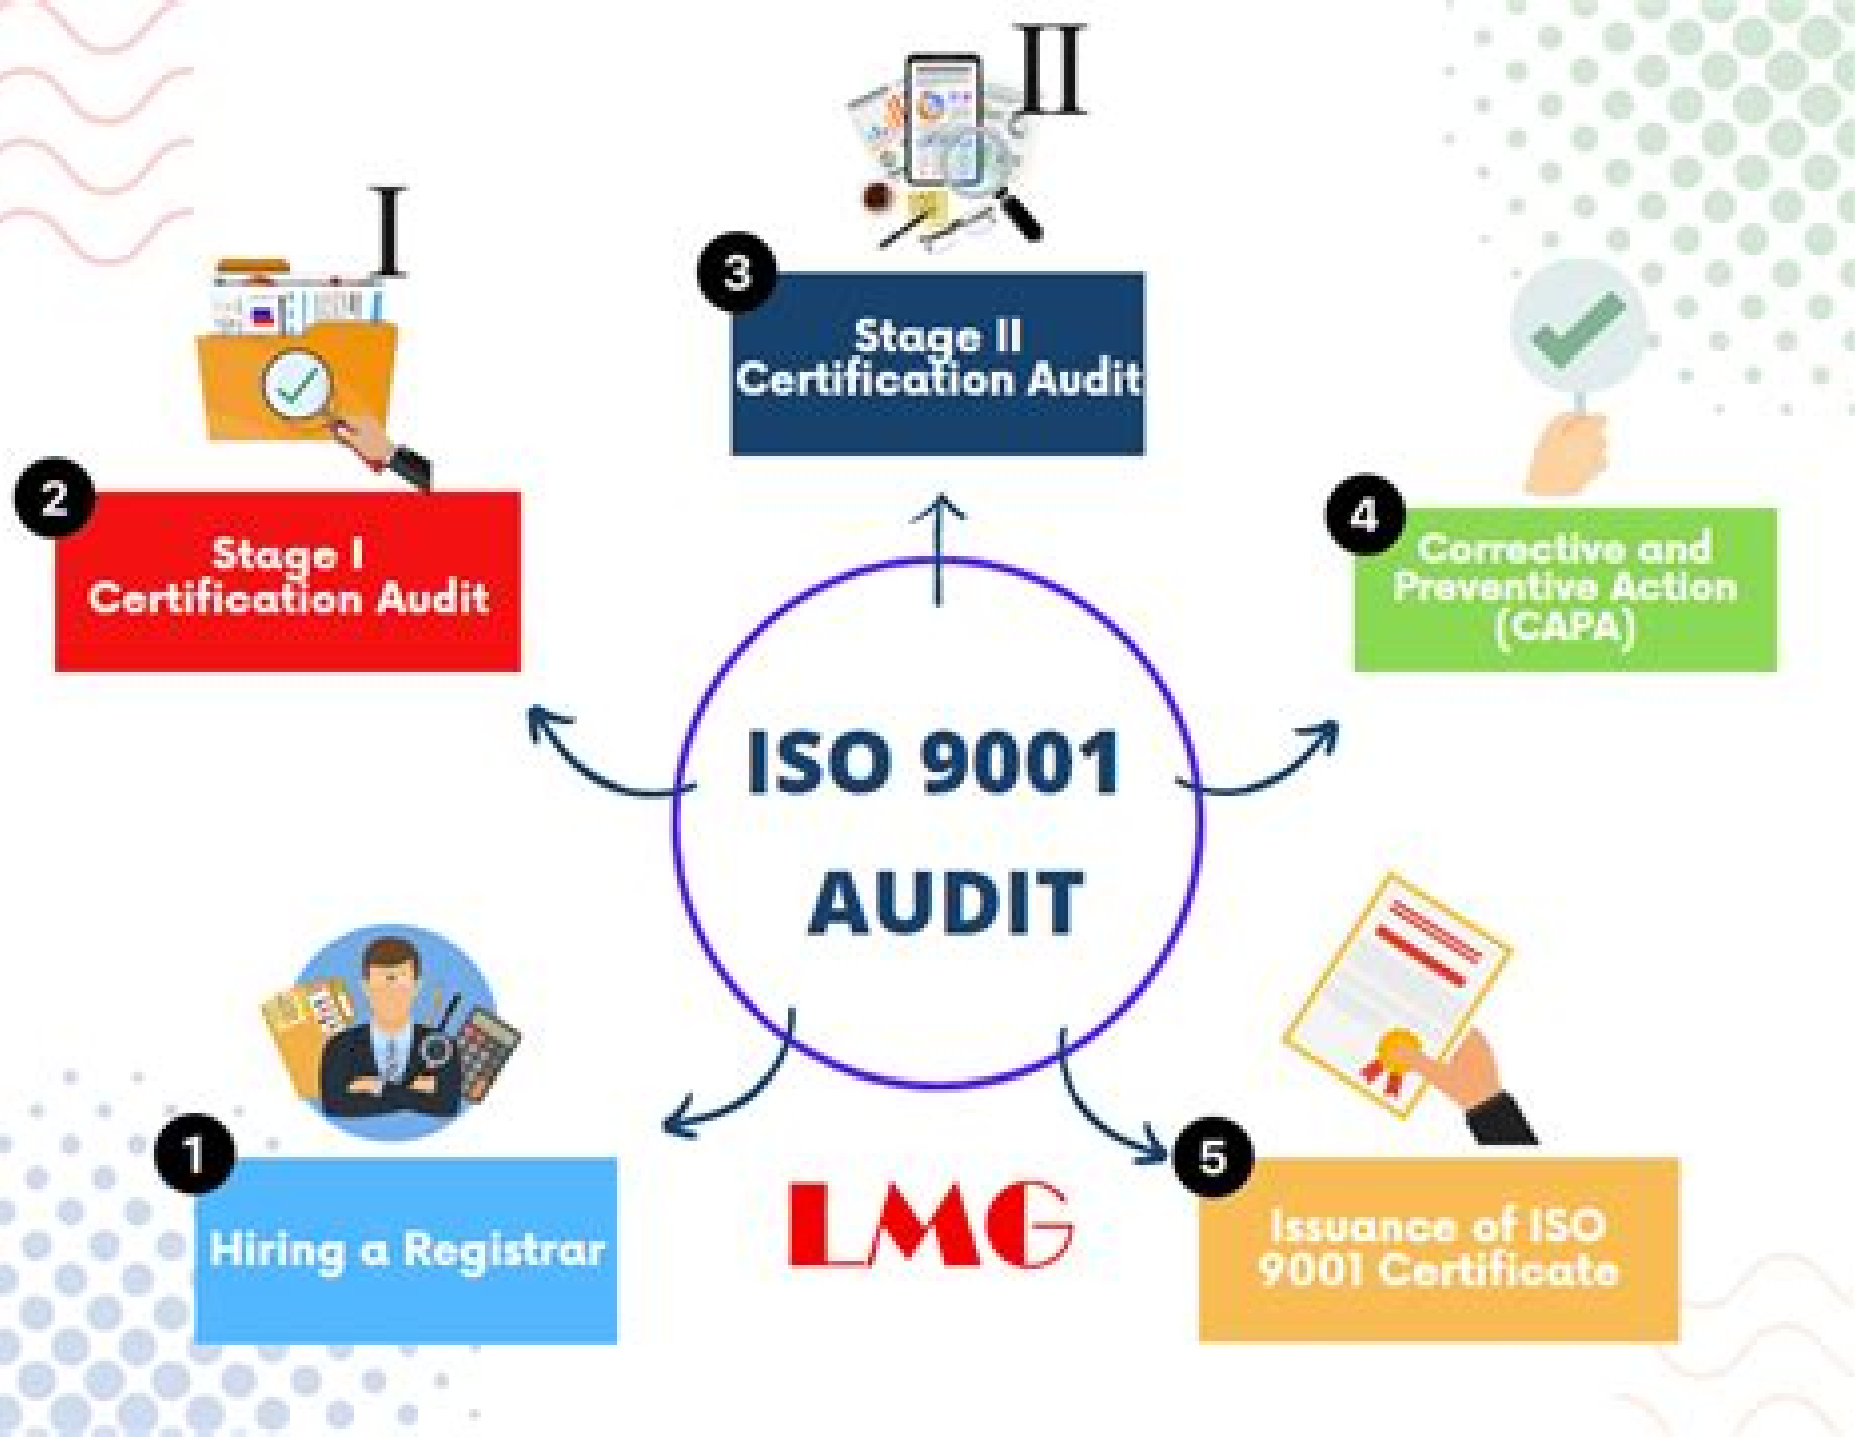 II
I
3
Stage II
Certification Audit
2
Stage I
Certification Audit
4
Corrective and
Preventive Action
(CAPA)
ISO 9001
AUDIT
1
Hiring a Registrar
5
Issuance of ISO
9001 Certificate
LMG